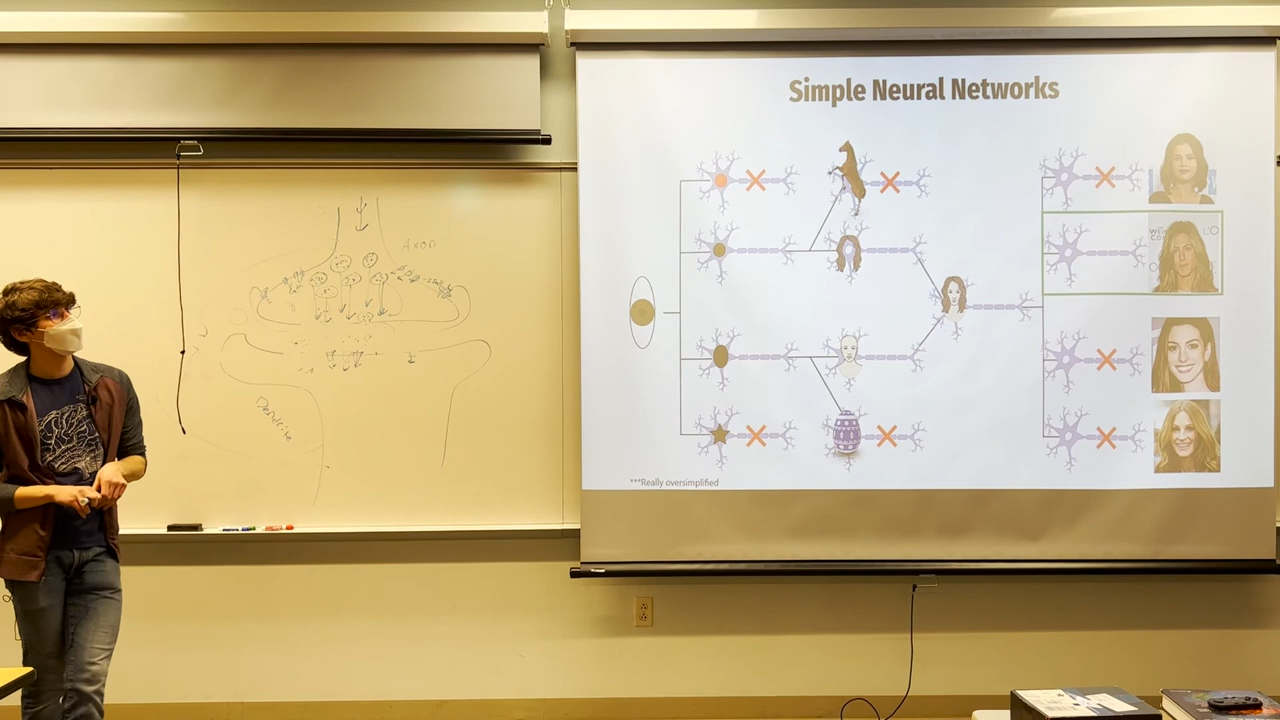 Axon
Dendrite
Simple Neural Networks
L'O
***Really oversimplified